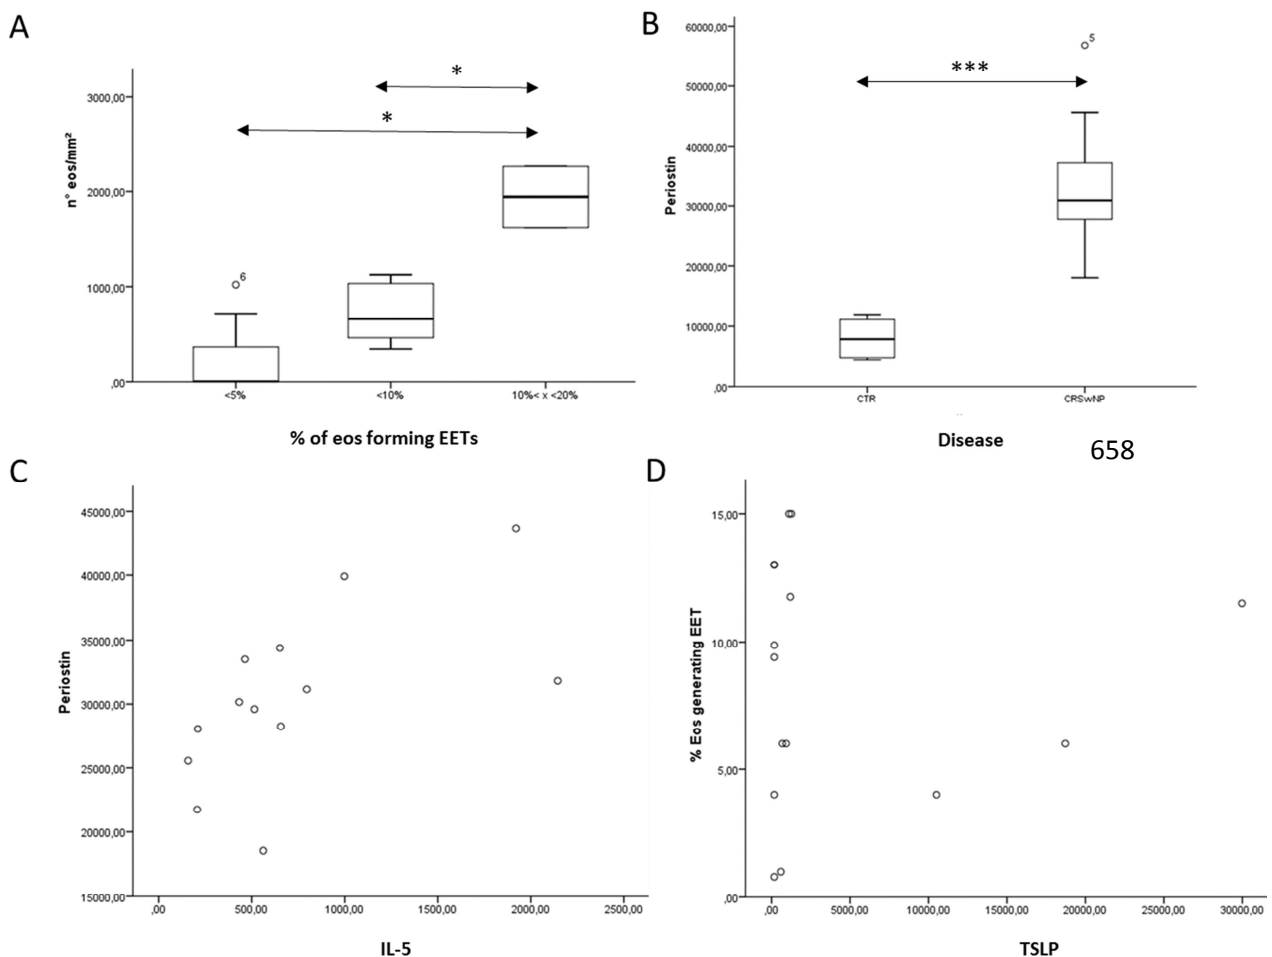 A
3000,00
2000,00
1000,00
,00
n° eos/mm²
*
*
6
<5%
<10%
10%< x <20%
% of eos forming EETs
B
60000,00
50000,00
40000,00
30000,00
20000,00
10000,00
,00
Periostin
***
5
CTR
CRSwNP
Disease
658
C
45000,00
40000,00
35000,00
30000,00
25000,00
20000,00
15000,00
Periostin
,00
500,00
1000,00
1500,00
2000,00
2500,00
IL-5
D
15,00
10,00
5,00
,00
% Eos generating EET
,00
5000,00
10000,00
15000,00
20000,00
25000,00
30000,00
TSLP